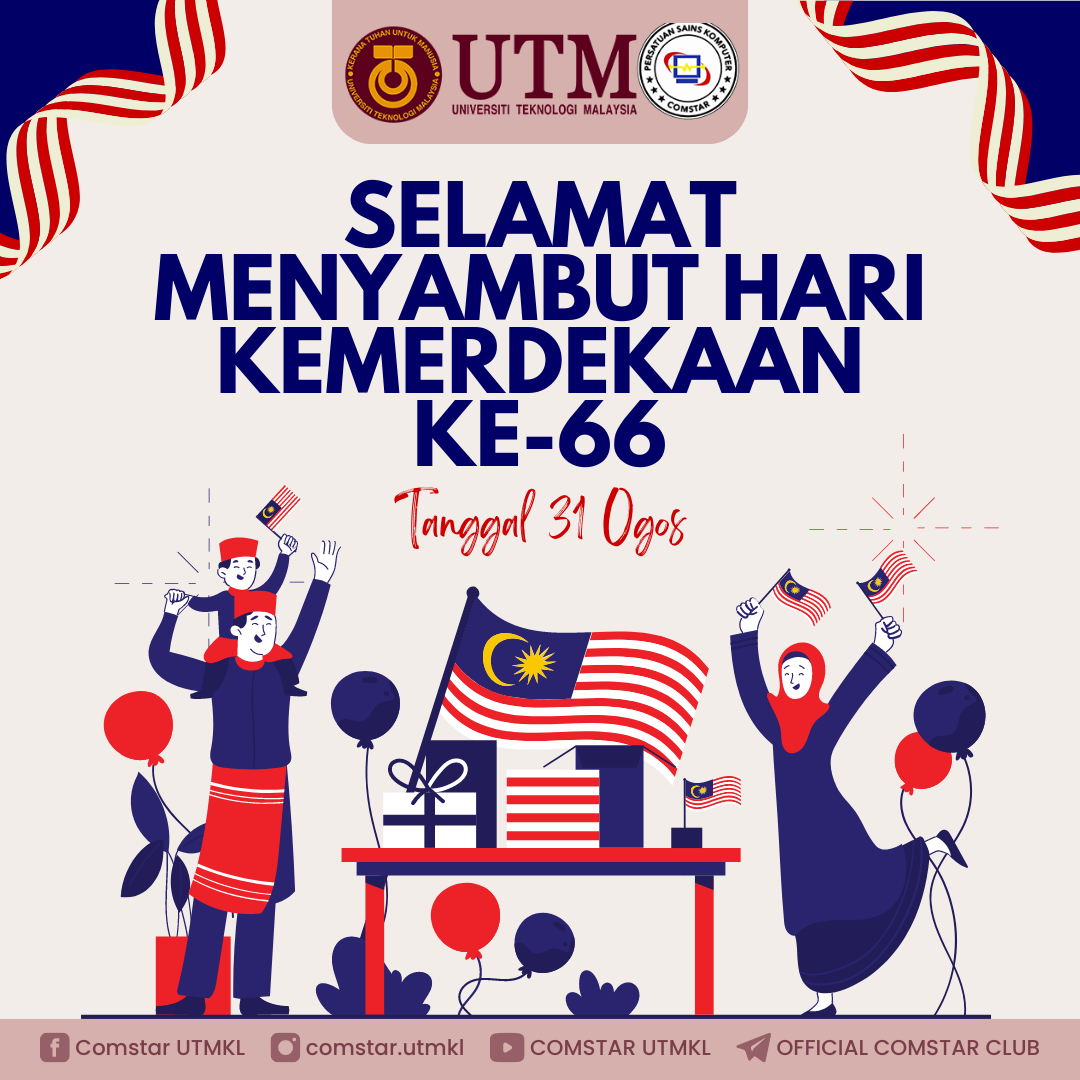 KERANA TUHAN UNTUK MANUSIA
UNIVERSITI TEKNOLOGI MALAYSIA
UTM
UNIVERSITI TEKNOLOGI MALAYSIA
PERSATUAN SAINS KOMPUTER
COMSTAR
SELAMAT
MENYAMBUT HARI
KEMERDEKAAN
KE-66
Tanggal 31 Ogos
Comstar UTMKL
comstar.utmkl
COMSTAR UTMKL
OFFICIAL COMSTAR CLUB